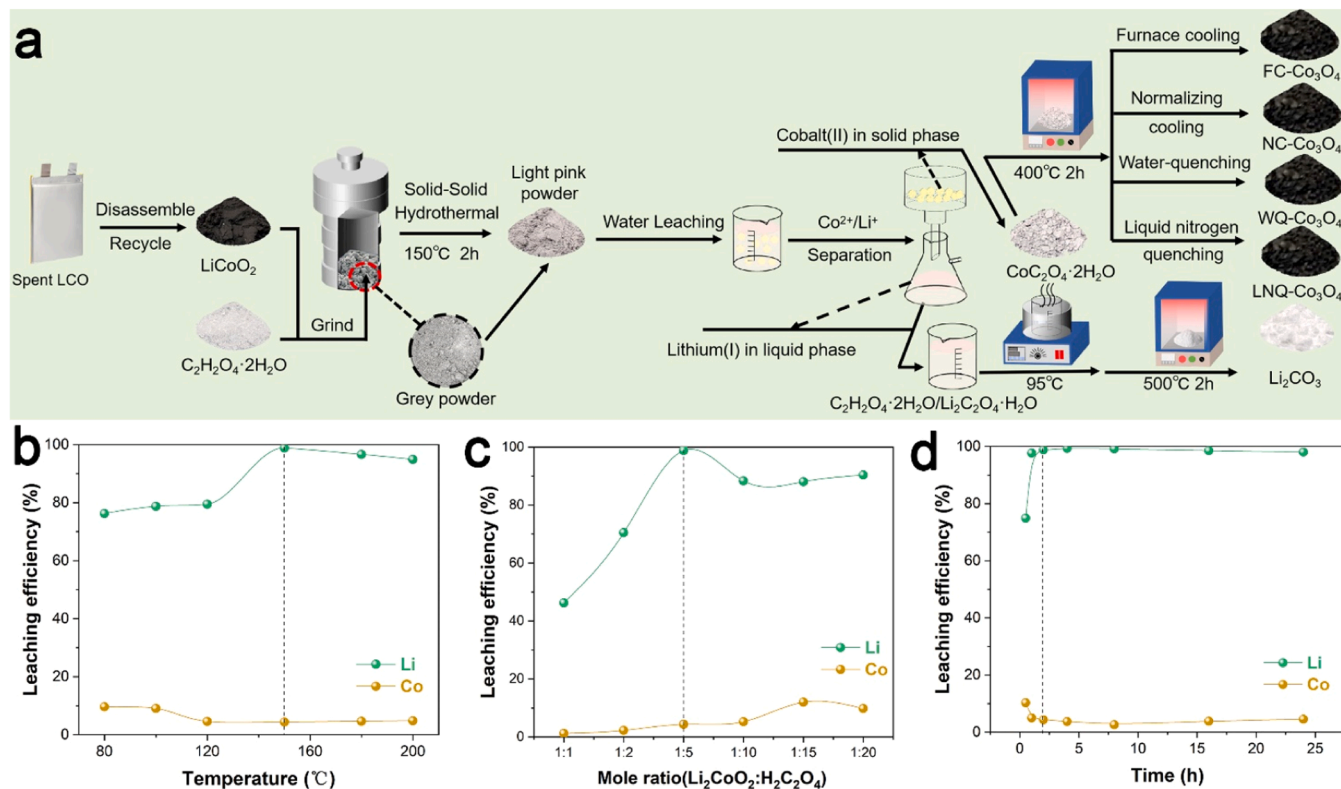 a
Spent LCO
Disassemble
Recycle
LiCoO₂
C₂H₂O₄·2H₂O
Grind
Solid-Solid
Hydrothermal
150℃ 2h
Light pink
powder
Grey powder
Water Leaching
Co²⁺/Li⁺
Separation
Cobalt(II) in solid phase
Lithium(I) in liquid phase
CoC₂O₄·2H₂O
C₂H₂O₄·2H₂O/Li₂C₂O₄·H₂O
400℃ 2h
95℃
500℃ 2h
Furnace cooling
FC-Co₃O₄
Normalizing
cooling
NC-Co₃O₄
Water-quenching
WQ-Co₃O₄
Liquid nitrogen
quenching
LNQ-Co₃O₄
Li₂CO₃
b
Leaching efficiency (%)
100
80
60
40
20
0
Li
Co
80 120 160 200
Temperature (℃)
c
Leaching efficiency (%)
100
80
60
40
20
0
Li
Co
1:1 1:2 1:5 1:10 1:15 1:20
Mole ratio(Li₂CoO₂:H₂C₂O₄)
d
Leaching efficiency (%)
100
80
60
40
20
0
Li
Co
0 5 10 15 20 25
Time (h)